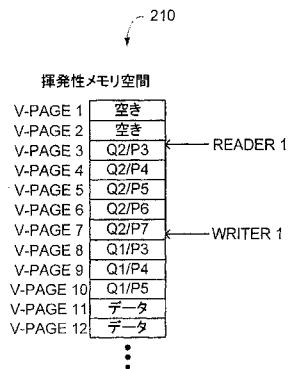 210
揮発性メモリ空間
V-PAGE 1 空き
V-PAGE 2 空き
V-PAGE 3 Q2/P3 READER 1
V-PAGE 4 Q2/P4
V-PAGE 5 Q2/P5
V-PAGE 6 Q2/P6
V-PAGE 7 Q2/P7 WRITER 1
V-PAGE 8 Q1/P3
V-PAGE 9 Q1/P4
V-PAGE 10 Q1/P5
V-PAGE 11 データ
V-PAGE 12 データ